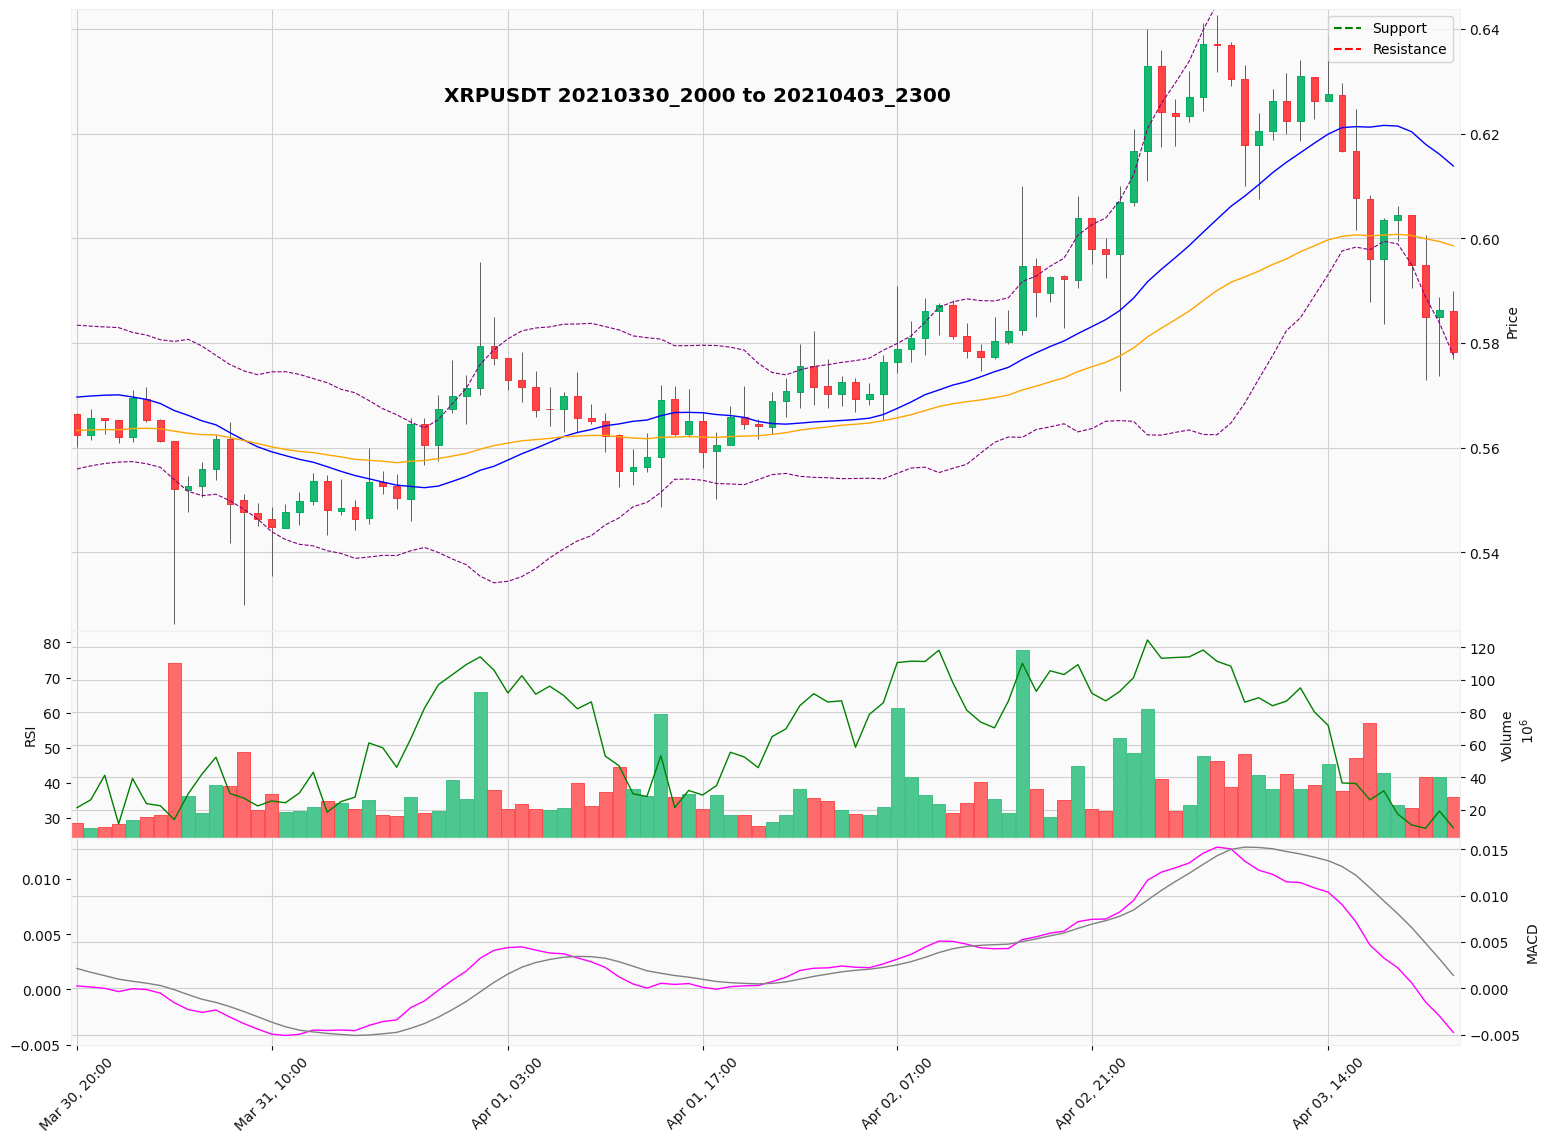 XRPUSDT 20210330_2000 to 20210403_2300
Support
Resistance
0.64
0.62
0.60
0.58
0.56
0.54
Price
80
70
60
50
40
30
RSI
120
100
80
60
40
20
Volume
10^6
0.010
0.005
0.000
−0.005
0.015
0.010
0.005
0.000
−0.005
MACD
Mar 30, 20:00
Mar 31, 10:00
Apr 01, 03:00
Apr 01, 17:00
Apr 02, 07:00
Apr 02, 21:00
Apr 03, 14:00